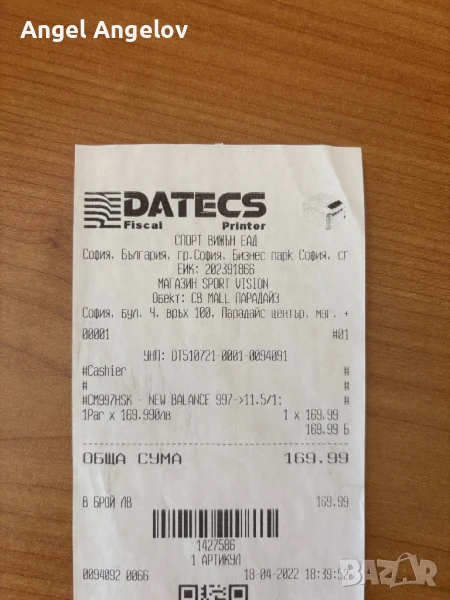 Angel Angelov
DATECS
Fiscal Printer
СПОРТ ВИЖЪН ЕАД
София, България, гр.София, Бизнес парк София, сг
ЕИК: 202391866
МАГАЗИН SPORT VISION
Обект: СВ MALL ПАРАДАЙЗ
София, бул. Ч. връх 100, Парадайс център, маг. +
00001 #01
УНП: DT510721-0001-0094091
#Cashier #
# #
#CM997HSK - NEW BALANCE 997->11.5/1: #
1Par x 169.990лв 1 x 169.99
169.99 Б
ОБЩА СУМА 169.99
В БРОЙ ЛВ 169.99
1427586
1 АРТИКУЛ
0094092 0066 18-04-2022 18:39:52
BAZAR